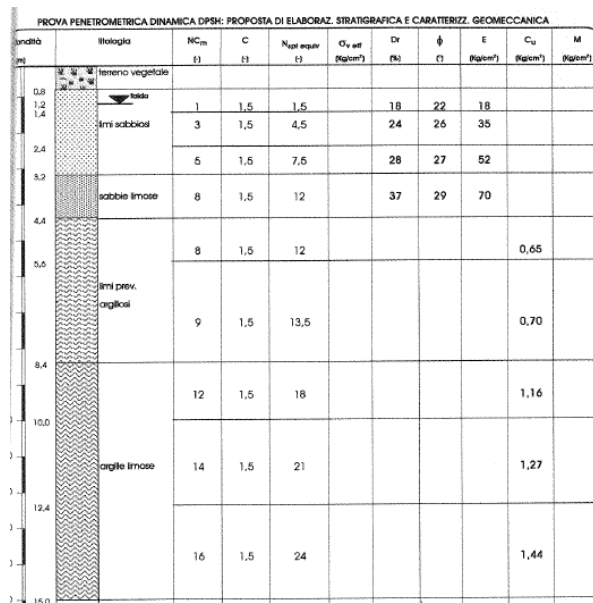 PROVA PENETROMETRICA DINAMICA DPSH: PROPOSTA DI ELABORAZ. STRATIGRAFICA E CARATTERIZZ. GEOMECCANICA
ondità litologia NCm C Nspt equiv σv eff Dr ϕ E Cu M
m) (-) (-) (-) (Kg/cm²) (%) (°) (Kg/cm²) (Kg/cm²) (Kg/cm²)
terreno vegetale
0,8
falda
1,2 1 1,5 1,5 18 22 18
1,4
limi sabbiosi 3 1,5 4,5 24 26 35
2,4
5 1,5 7,5 28 27 52
3,2
sabbie limose 8 1,5 12 37 29 70
4,4
8 1,5 12 0,65
5,6
limi prev.
argillosi
9 1,5 13,5 0,70
8,4
12 1,5 18 1,16
10,0
argille limose 14 1,5 21 1,27
12,4
16 1,5 24 1,44
15,0